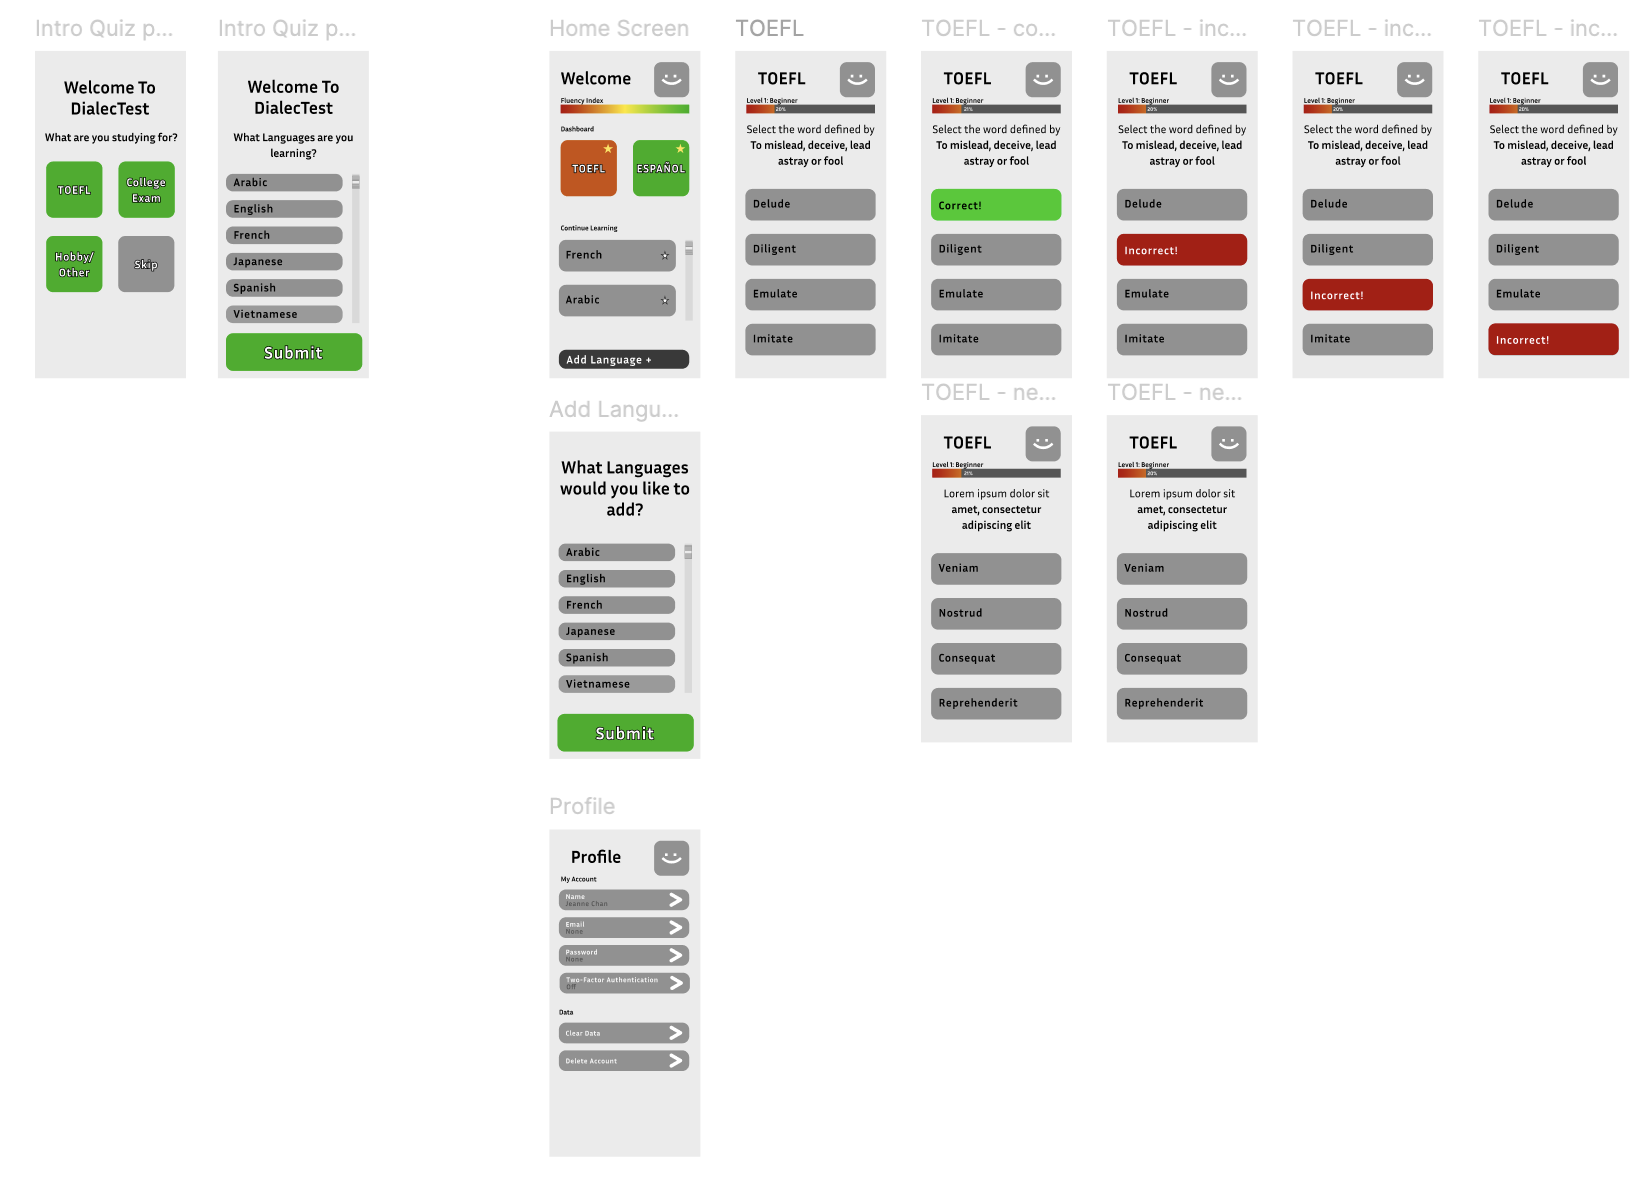 Intro Quiz p...
Welcome To
DialecTest
What are you studying for?
TOEFL
College
Exam
Hobby/
Other
Skip
Intro Quiz p...
Welcome To
DialecTest
What Languages are you
learning?
Arabic
English
French
Japanese
Spanish
Vietnamese
Submit
Home Screen
Welcome
Fluency Index
Dashboard
TOEFL
ESPAÑOL
Continue Learning
French
Arabic
Add Language +
TOEFL
TOEFL
Level 1: Beginner
20%
Select the word defined by
To mislead, deceive, lead
astray or fool
Delude
Diligent
Emulate
Imitate
TOEFL - co...
TOEFL
Level 1: Beginner
21%
Select the word defined by
To mislead, deceive, lead
astray or fool
Correct!
Diligent
Emulate
Imitate
TOEFL - inc...
TOEFL
Level 1: Beginner
20%
Select the word defined by
To mislead, deceive, lead
astray or fool
Delude
Incorrect!
Emulate
Imitate
TOEFL - inc...
TOEFL
Level 1: Beginner
20%
Select the word defined by
To mislead, deceive, lead
astray or fool
Delude
Diligent
Incorrect!
Imitate
TOEFL - inc...
TOEFL
Level 1: Beginner
20%
Select the word defined by
To mislead, deceive, lead
astray or fool
Delude
Diligent
Emulate
Incorrect!
TOEFL - ne...
TOEFL
Level 1: Beginner
21%
Lorem ipsum dolor sit
amet, consectetur
adipiscing elit
Veniam
Nostrud
Consequat
Reprehenderit
TOEFL - ne...
TOEFL
Level 1: Beginner
20%
Lorem ipsum dolor sit
amet, consectetur
adipiscing elit
Veniam
Nostrud
Consequat
Reprehenderit
Add Langu...
What Languages
would you like to
add?
Arabic
English
French
Japanese
Spanish
Vietnamese
Submit
Profile
Profile
My Account
Name
Jeanne Chan
Email
None
Password
None
Two-Factor Authentication
Off
Data
Clear Data
Delete Account